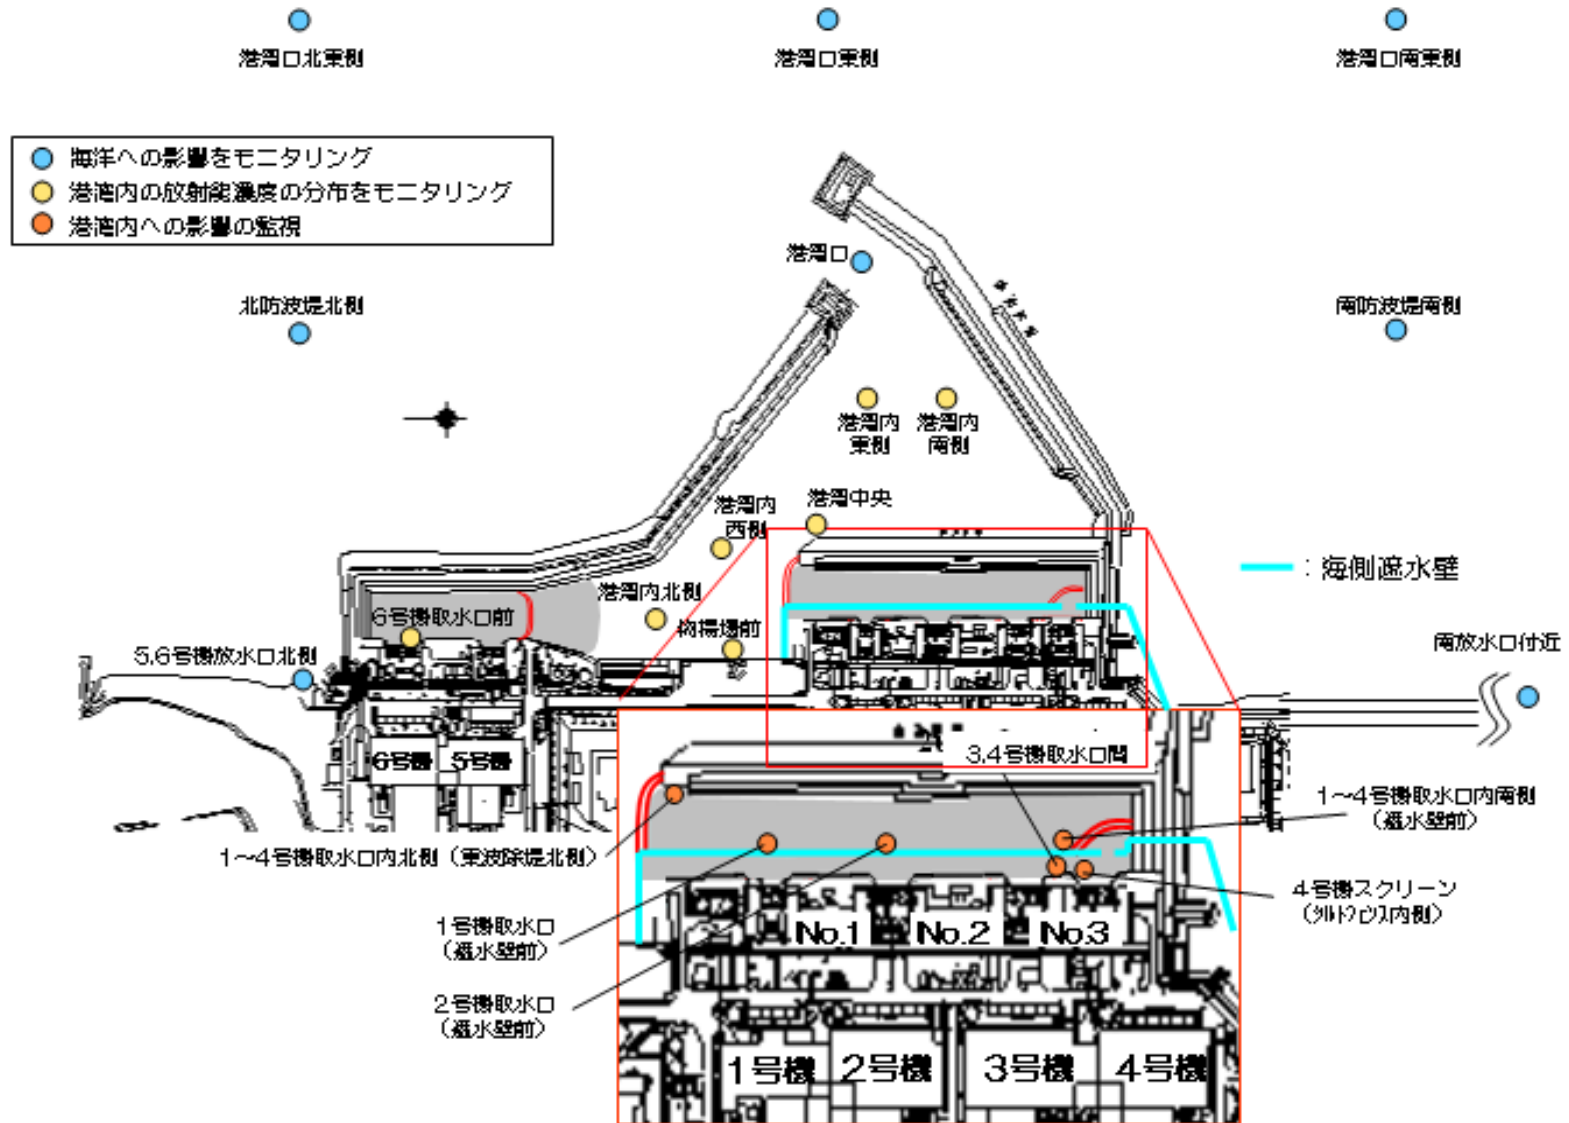 港湾口北東側
港湾口東側
港湾口南東側
海洋への影響をモニタリング
港湾内の放射能濃度の分布をモニタリング
港湾内への影響の監視
港湾口
北防波堤北側
南防波堤南側
港湾内
東側
港湾内
南側
港湾内
西側
港湾中央
：海側遮水壁
港湾内北側
6号機取水口前
物揚場前
5,6号機放水口北側
南放水口付近
6号機
5号機
3,4号機取水口間
1～4号機取水口内南側
（遮水壁前）
1～4号機取水口内北側（東波除堤北側）
4号機スクリーン
（シルトフェンス内側）
1号機取水口
（遮水壁前）
No.1
No.2
No.3
2号機取水口
（遮水壁前）
1号機
2号機
3号機
4号機